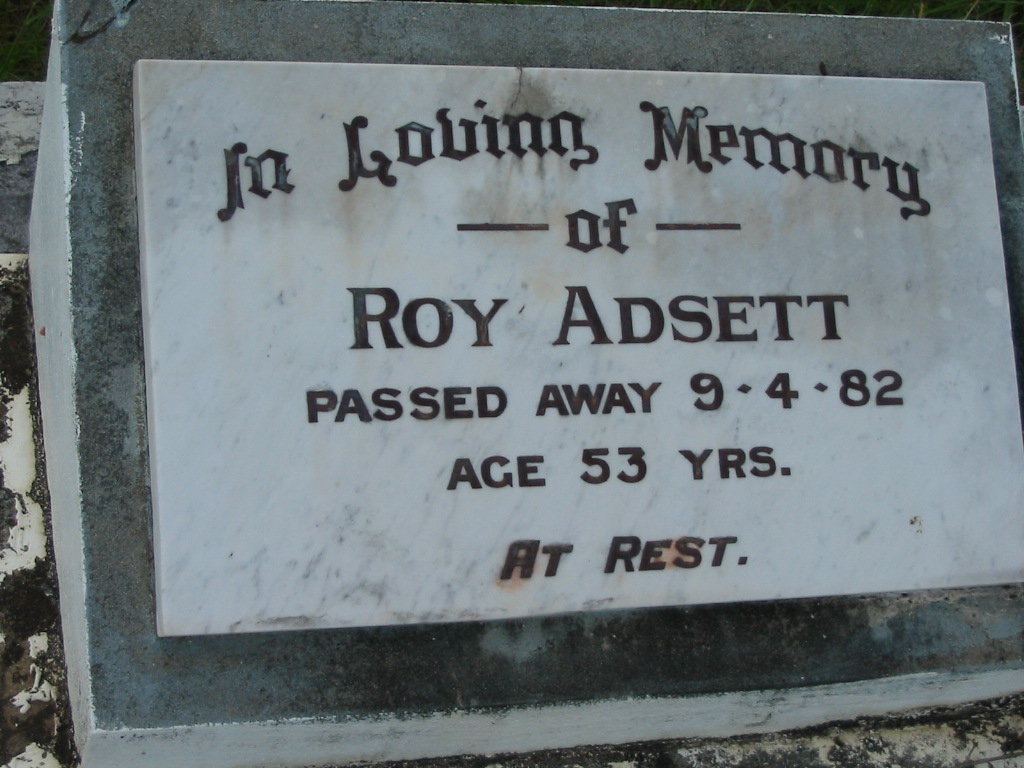 In Loving Memory
of
ROY ADSETT
PASSED AWAY 9-4-82
AGE 53 YRS.
AT REST.